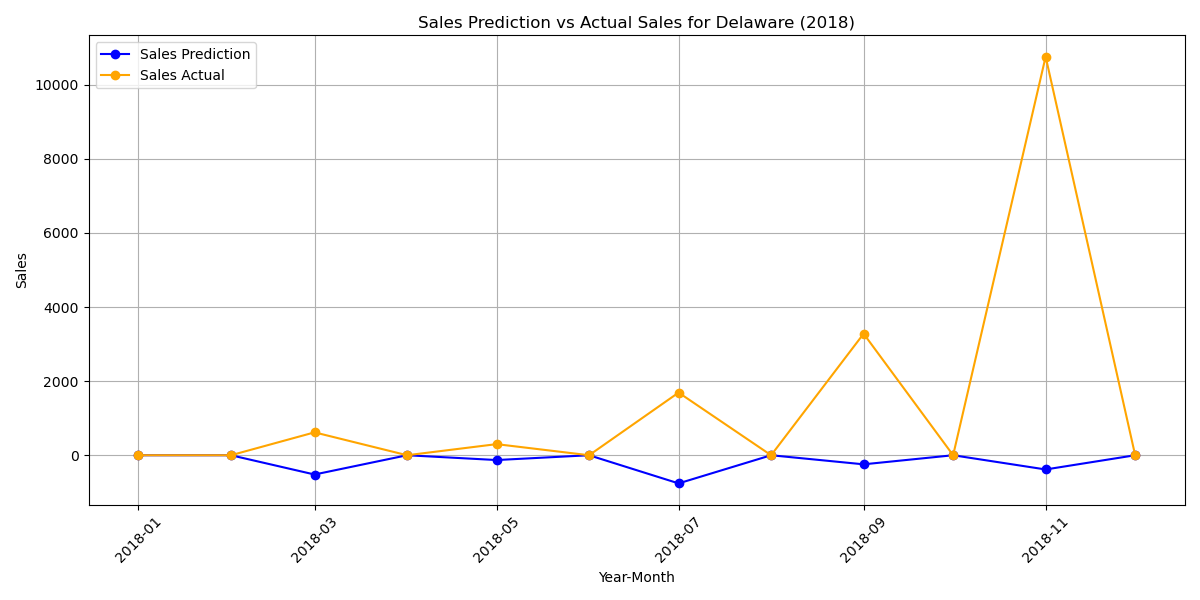 Sales Prediction vs Actual Sales for Delaware (2018)
Sales Prediction
Sales Actual
10000
8000
6000
4000
2000
0
Sales
2018-01
2018-03
2018-05
2018-07
2018-09
2018-11
Year-Month